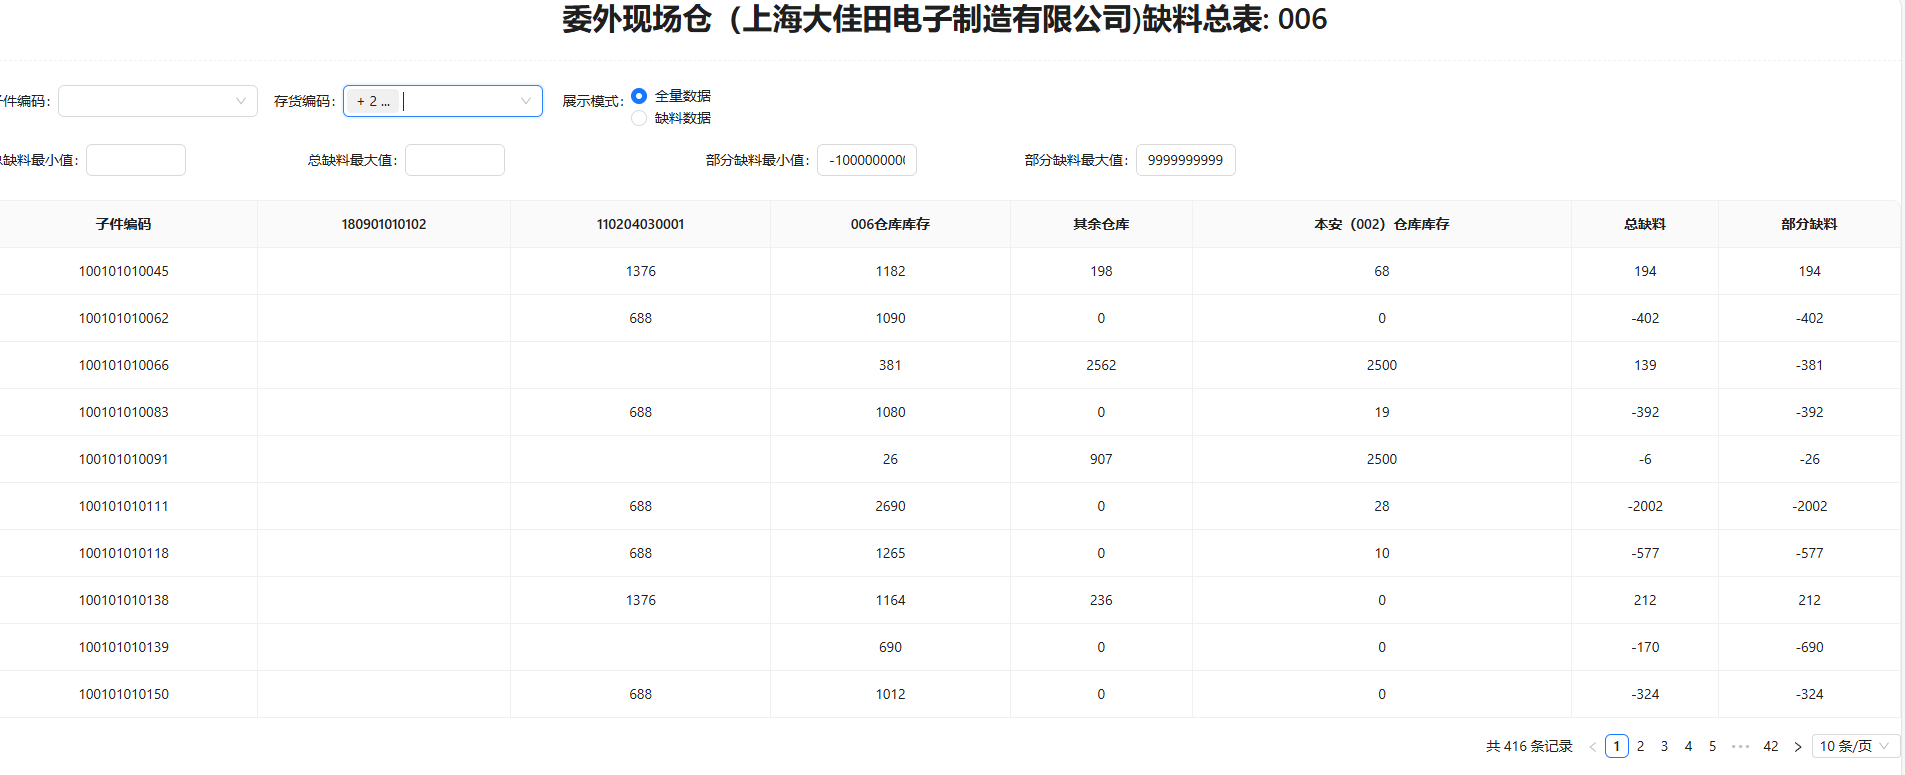 委外现场仓（上海大佳田电子制造有限公司)缺料总表: 006
件编码: 存货编码: + 2 ... 展示模式: 全量数据
缺料数据
缺料最小值: 总缺料最大值: 部分缺料最小值: -100000000 部分缺料最大值: 9999999999
子件编码 180901010102 110204030001 006仓库库存 其余仓库 本安（002）仓库库存 总缺料 部分缺料
100101010045 1376 1182 198 68 194 194
100101010062 688 1090 0 0 -402 -402
100101010066 381 2562 2500 139 -381
100101010083 688 1080 0 19 -392 -392
100101010091 26 907 2500 -6 -26
100101010111 688 2690 0 28 -2002 -2002
100101010118 688 1265 0 10 -577 -577
100101010138 1376 1164 236 0 212 212
100101010139 690 0 0 -170 -690
100101010150 688 1012 0 0 -324 -324
共 416 条记录 < 1 2 3 4 5 ••• 42 > 10 条/页